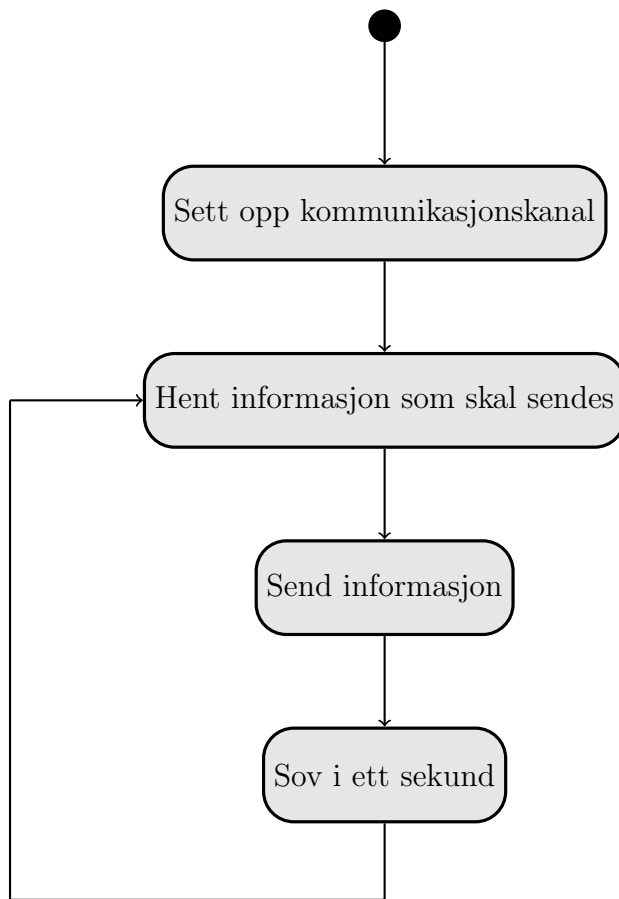 Sett opp kommunikasjonskanal
Hent informasjon som skal sendes
Send informasjon
Sov i ett sekund